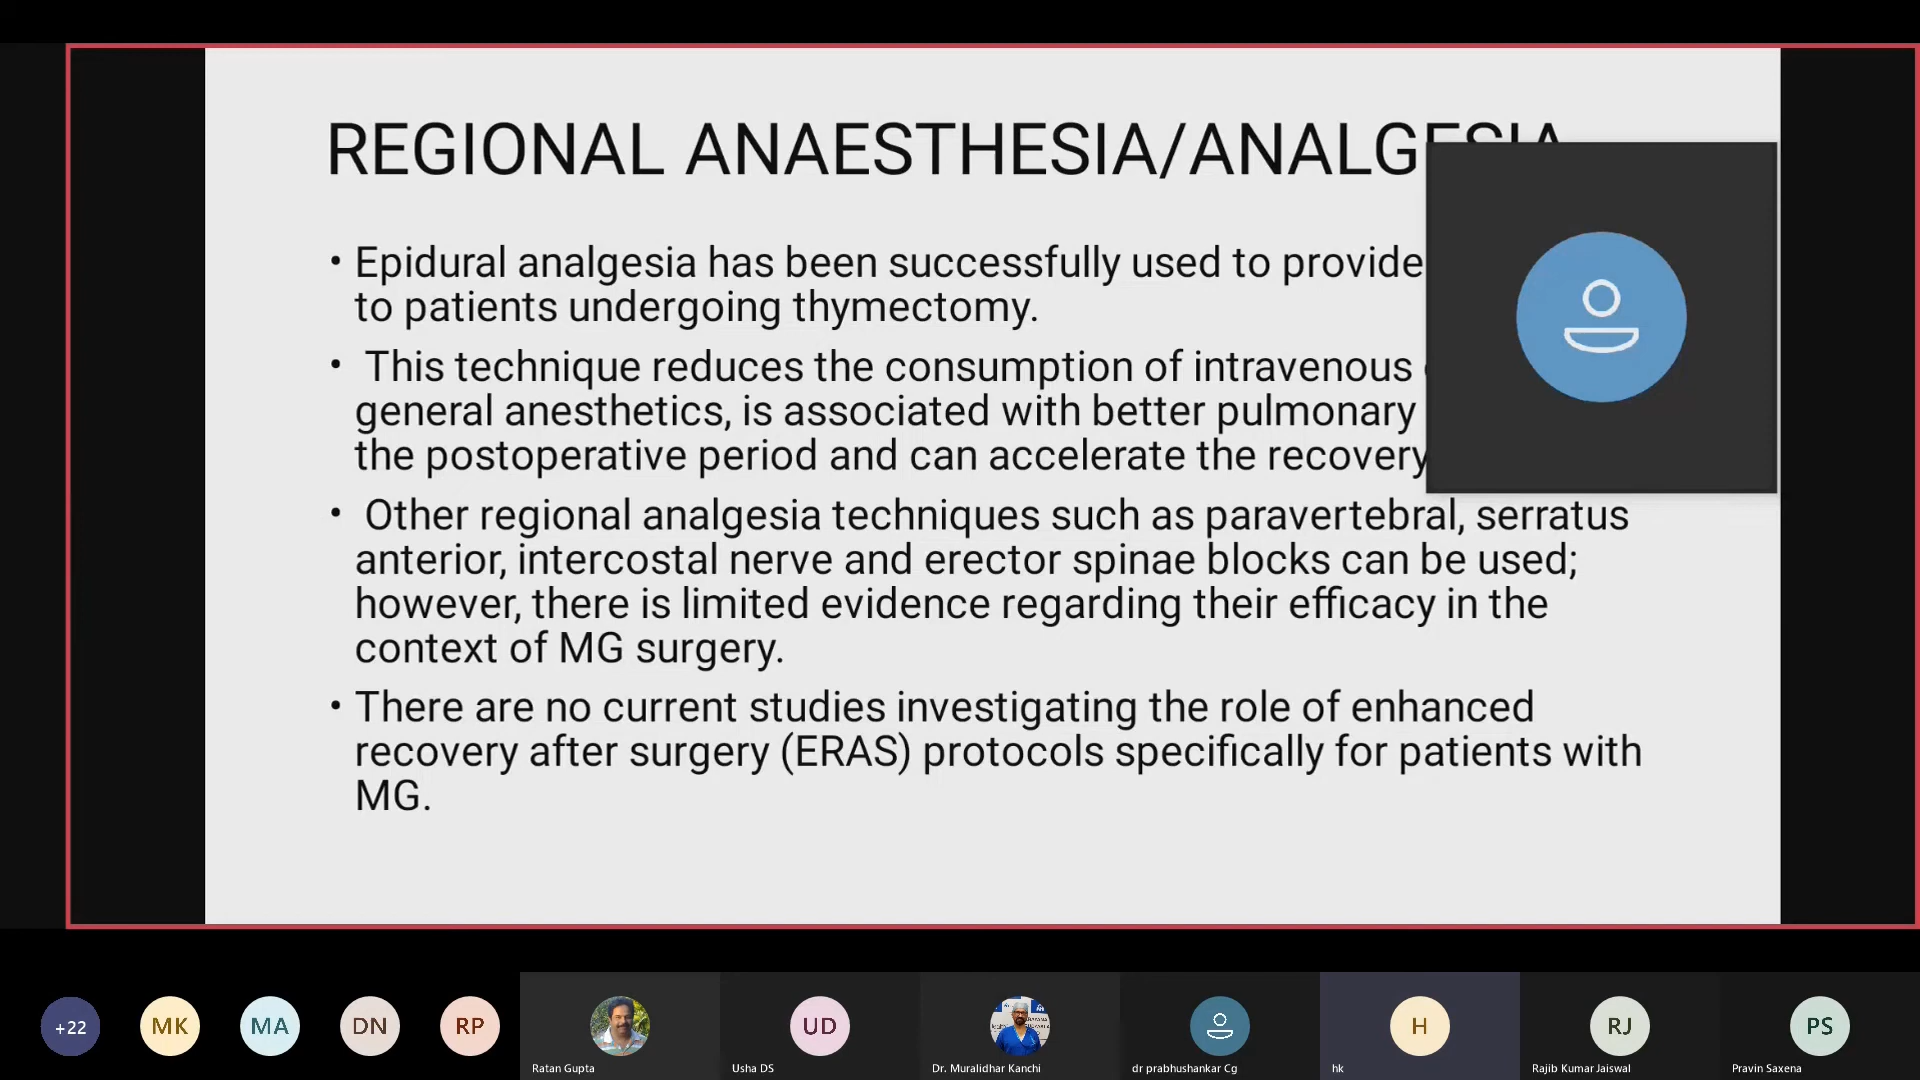 REGIONAL ANAESTHESIA/ANALGESIA
• Epidural analgesia has been successfully used to provide
to patients undergoing thymectomy.
• This technique reduces the consumption of intravenous
general anesthetics, is associated with better pulmonary
the postoperative period and can accelerate the recovery
• Other regional analgesia techniques such as paravertebral, serratus
anterior, intercostal nerve and erector spinae blocks can be used;
however, there is limited evidence regarding their efficacy in the
context of MG surgery.
• There are no current studies investigating the role of enhanced
recovery after surgery (ERAS) protocols specifically for patients with
MG.
+22 MK MA DN RP UD H RJ PS
Ratan Gupta Usha DS Dr. Muralidhar Kanchi dr prabhushankar Cg hk Rajib Kumar Jaiswal Pravin Saxena